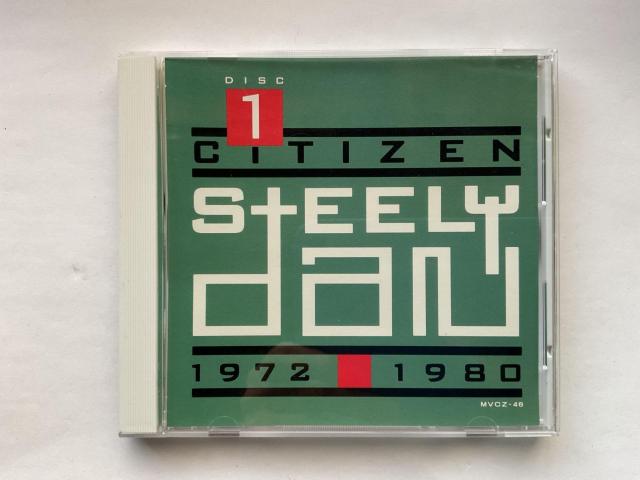 DISC
1
CITIZEN
STEELY
dan
1972 1980
MVCZ-46